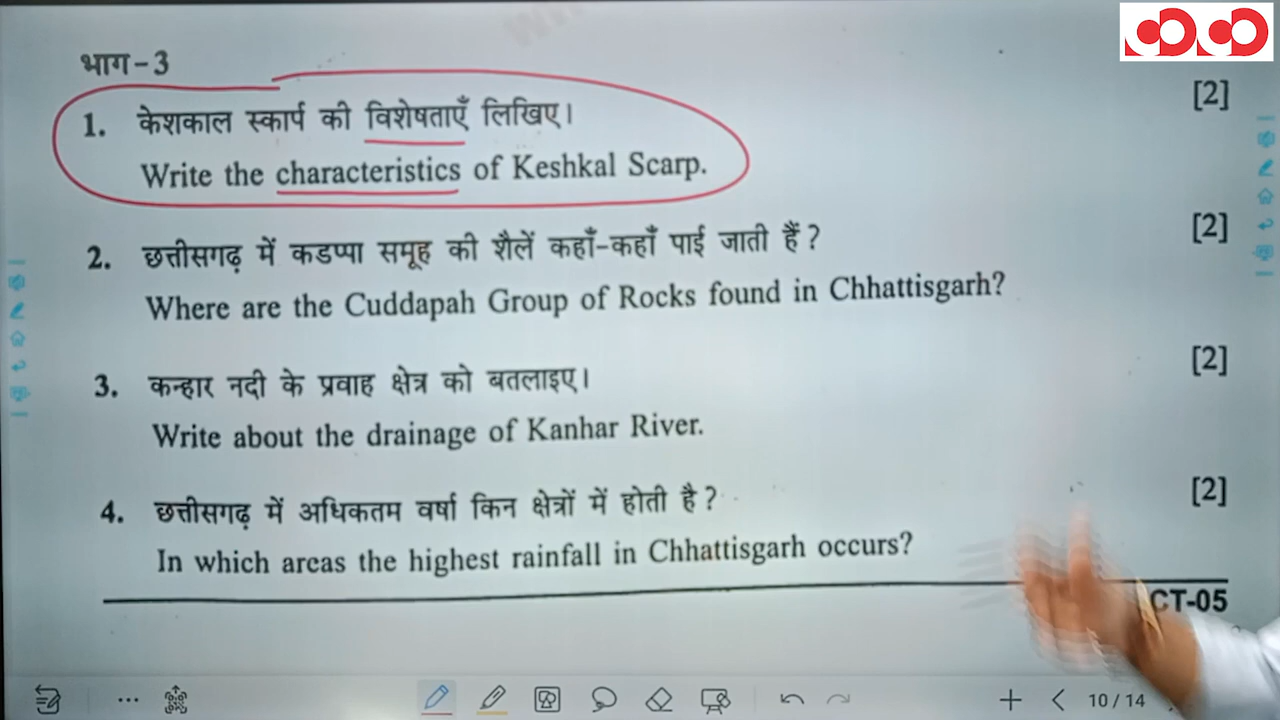 भाग-3
1. केशकाल स्कार्प की विशेषताएँ लिखिए। [2]
Write the characteristics of Keshkal Scarp.
2. छत्तीसगढ़ में कडप्पा समूह की शैलें कहाँ-कहाँ पाई जाती हैं? [2]
Where are the Cuddapah Group of Rocks found in Chhattisgarh?
3. कन्हार नदी के प्रवाह क्षेत्र को बतलाइए। [2]
Write about the drainage of Kanhar River.
4. छत्तीसगढ़ में अधिकतम वर्षा किन क्षेत्रों में होती है? [2]
In which areas the highest rainfall in Chhattisgarh occurs?
CT-05
10/14